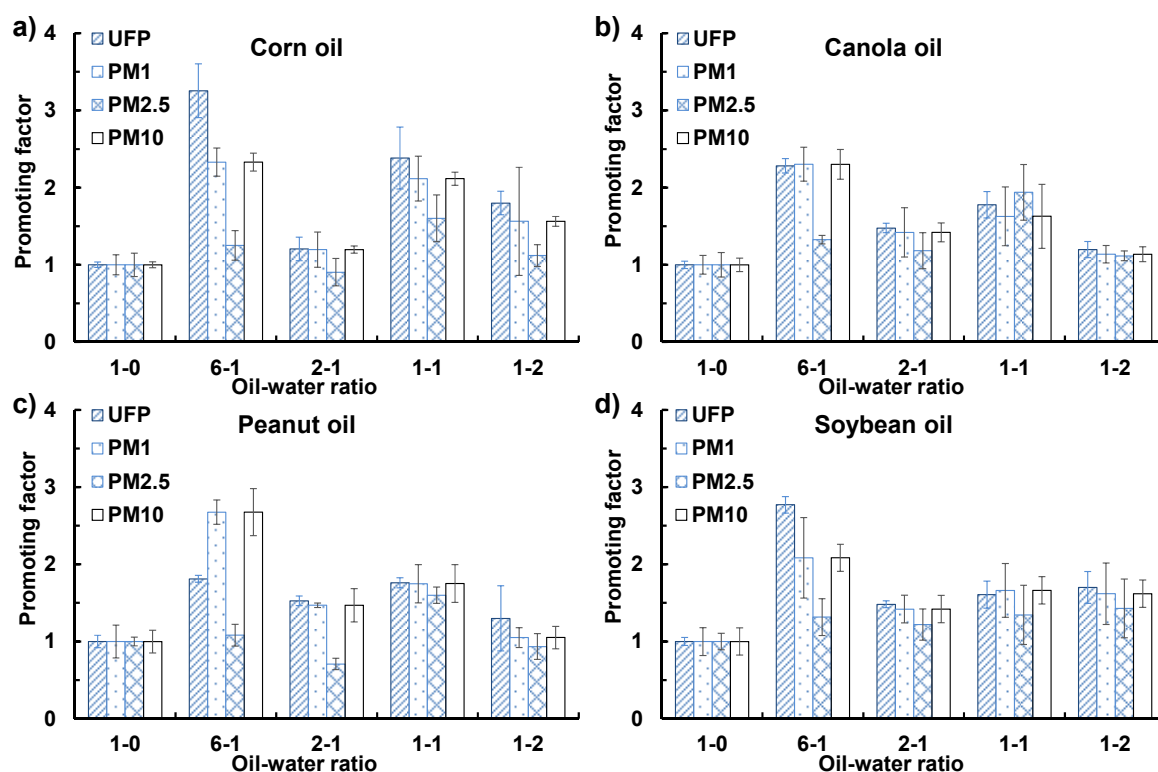 a)
Corn oil
UFP
PM1
PM2.5
PM10
Promoting factor
4
3
2
1
0
1-0 6-1 2-1 1-1 1-2
Oil-water ratio
b)
Canola oil
UFP
PM1
PM2.5
PM10
Promoting factor
4
3
2
1
0
1-0 6-1 2-1 1-1 1-2
Oil-water ratio
c)
Peanut oil
UFP
PM1
PM2.5
PM10
Promoting factor
4
3
2
1
0
1-0 6-1 2-1 1-1 1-2
Oil-water ratio
d)
Soybean oil
UFP
PM1
PM2.5
PM10
Promoting factor
4
3
2
1
0
1-0 6-1 2-1 1-1 1-2
Oil-water ratio